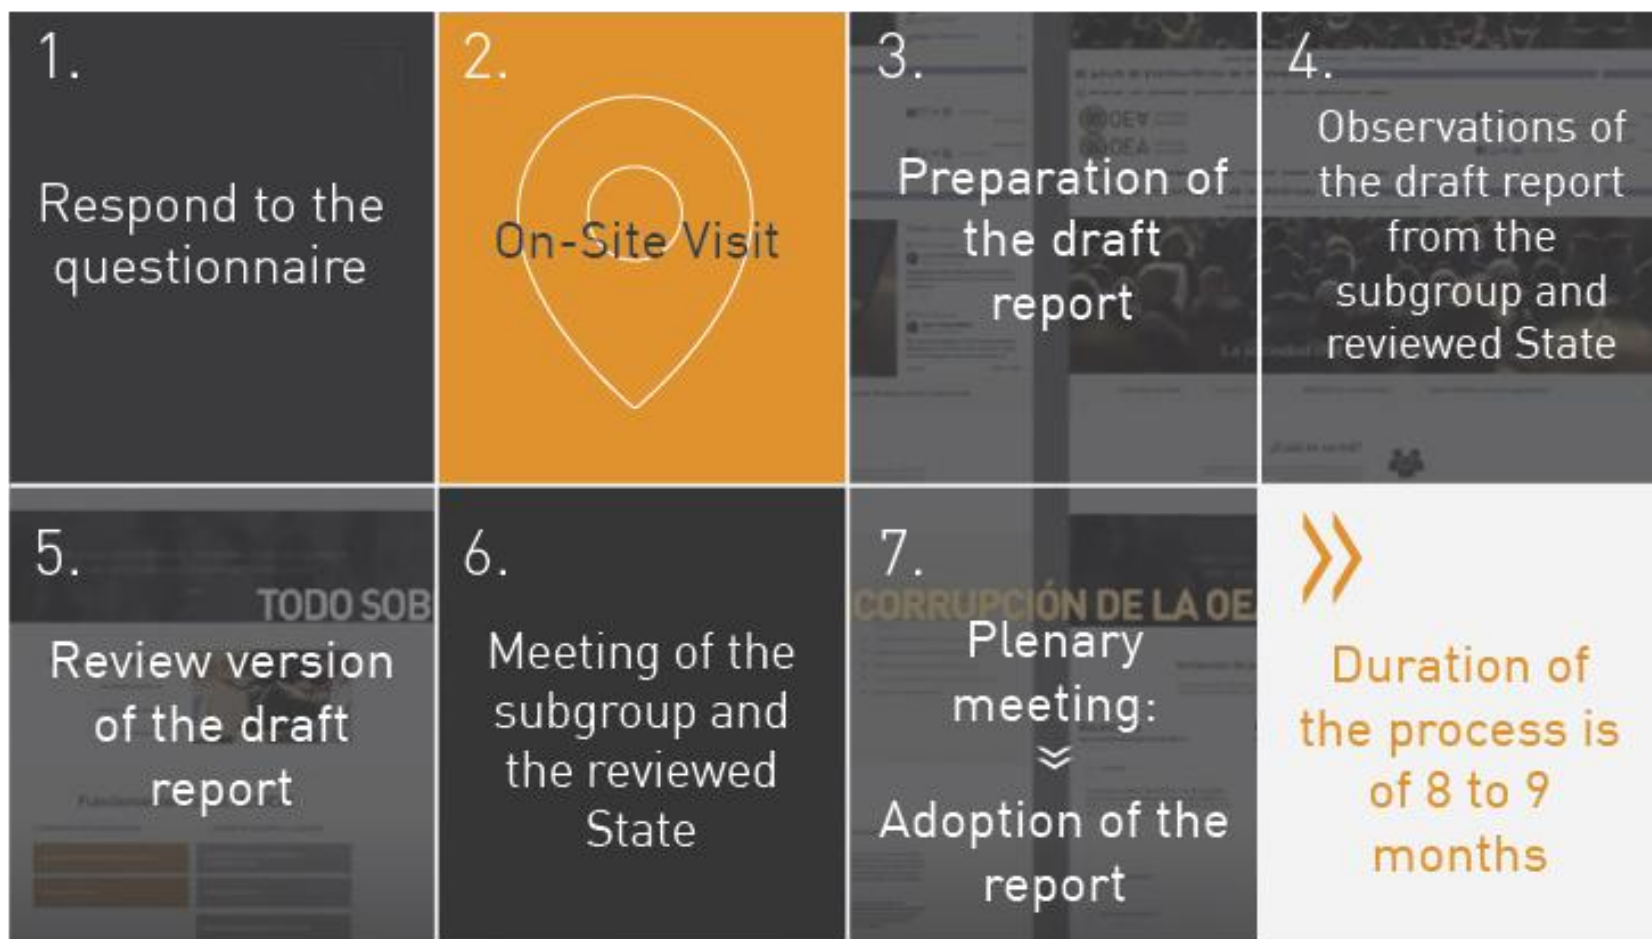 1.
Respond to the
questionnaire
2.
On-Site Visit
3.
Preparation of
the draft
report
4.
Observations of
the draft report
from the
subgroup and
reviewed State
OEA
5.
TODO SOB
Review version
of the draft
report
6.
Meeting of the
subgroup and
the reviewed
State
7.
CORRUPCIÓN DE LA OEA
Plenary
meeting:
Adoption of the
report
Duration of
the process is
of 8 to 9
months